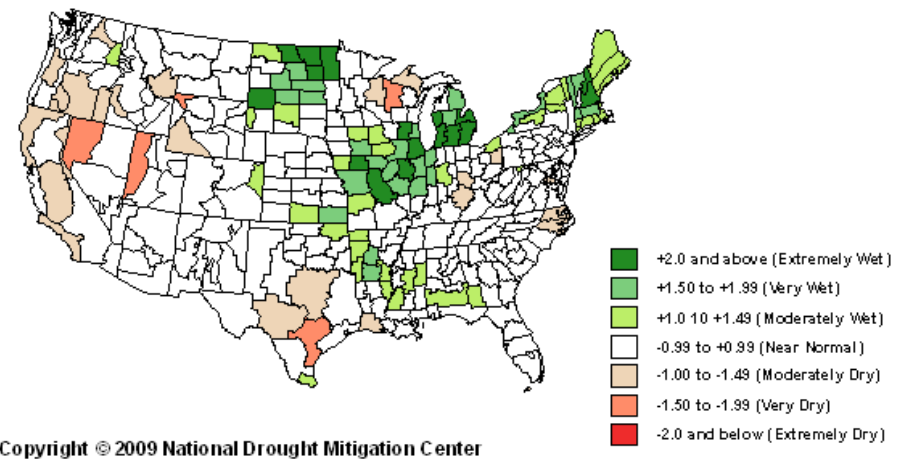 +2.0 and above (Extremely Wet)
+1.50 to +1.99 (Very Wet)
+1.0 10 +1.49 (Moderately Wet)
-0.99 to +0.99 (Near Normal)
-1.00 to -1.49 (Moderately Dry)
-1.50 to -1.99 (Very Dry)
-2.0 and below (Extremely Dry)
Copyright © 2009 National Drought Mitigation Center